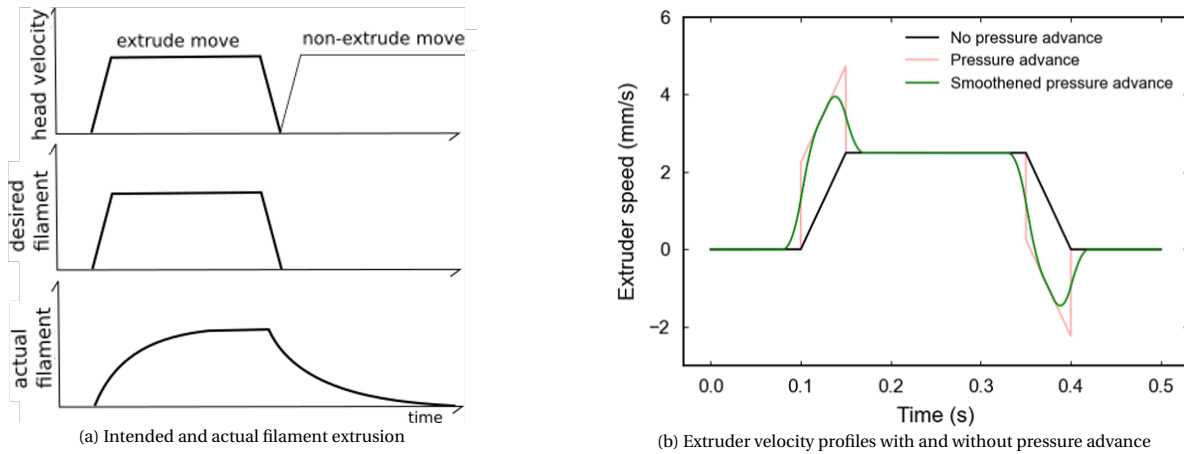 head velocity
extrude move
non-extrude move
desired
filament
actual
filament
time
(a) Intended and actual filament extrusion
Extruder speed (mm/s)
6
4
2
0
−2
No pressure advance
Pressure advance
Smoothened pressure advance
0.0 0.1 0.2 0.3 0.4 0.5
Time (s)
(b) Extruder velocity profiles with and without pressure advance